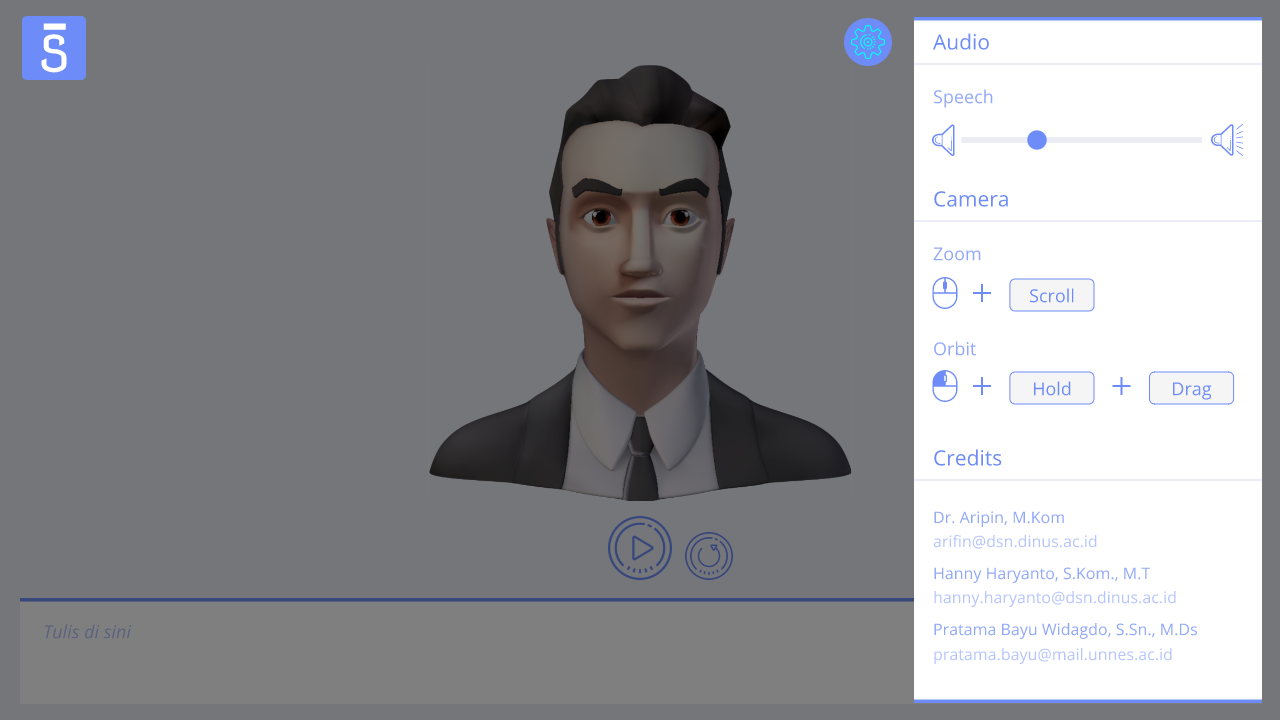 S
Audio
Speech
Camera
Zoom
+ Scroll
Orbit
+ Hold + Drag
Credits
Dr. Aripin, M.Kom
arifin@dsn.dinus.ac.id
Hanny Haryanto, S.Kom., M.T
hanny.haryanto@dsn.dinus.ac.id
Pratama Bayu Widagdo, S.Sn., M.Ds
pratama.bayu@mail.unnes.ac.id
Tulis di sini